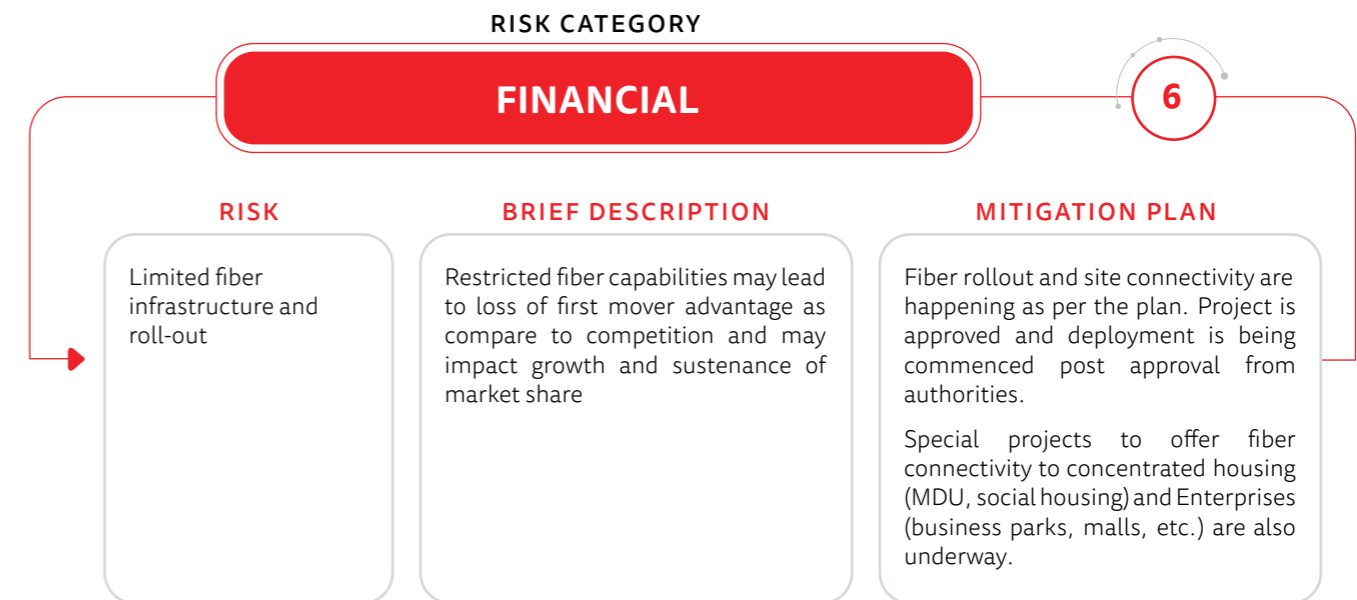 RISK CATEGORY
FINANCIAL
6
RISK
Limited fiber
infrastructure and
roll-out
BRIEF DESCRIPTION
Restricted fiber capabilities may lead
to loss of first mover advantage as
compare to competition and may
impact growth and sustenance of
market share
MITIGATION PLAN
Fiber rollout and site connectivity are
happening as per the plan. Project is
approved and deployment is being
commenced post approval from
authorities.
Special projects to offer fiber
connectivity to concentrated housing
(MDU, social housing) and Enterprises
(business parks, malls, etc.) are also
underway.